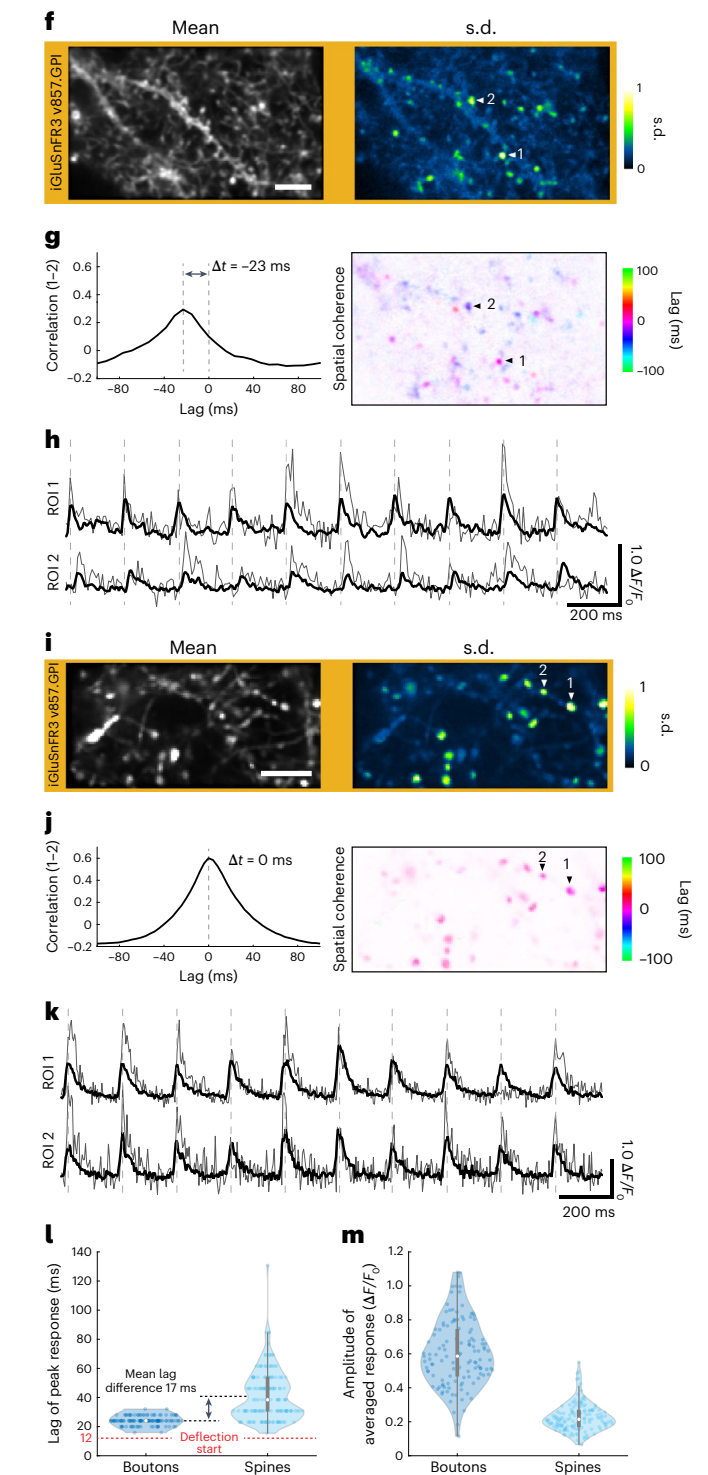 f
Mean
s.d.
iGluSnFR3 v857.GPI
2
1
1
0
s.d.
g
Correlation (1–2)
0.6
0.4
0.2
0
–0.2
Δt = –23 ms
–80
–40
0
40
80
Lag (ms)
Spatial coherence
2
1
100
0
–100
Lag (ms)
h
ROI 1
ROI 2
1.0 ΔF/F0
200 ms
i
Mean
s.d.
iGluSnFR3 v857.GPI
2
1
1
0
s.d.
j
Correlation (1–2)
0.6
0.4
0.2
0
–0.2
Δt = 0 ms
–80
–40
0
40
80
Lag (ms)
Spatial coherence
2
1
100
0
–100
Lag (ms)
k
ROI 1
ROI 2
1.0 ΔF/F0
200 ms
l
Lag of peak response (ms)
140
120
100
80
60
40
20
12
0
Mean lag
difference 17 ms
Deflection
start
Boutons
Spines
m
Amplitude of
averaged response (ΔF/F0)
1.2
1.0
0.8
0.6
0.4
0.2
0
Boutons
Spines